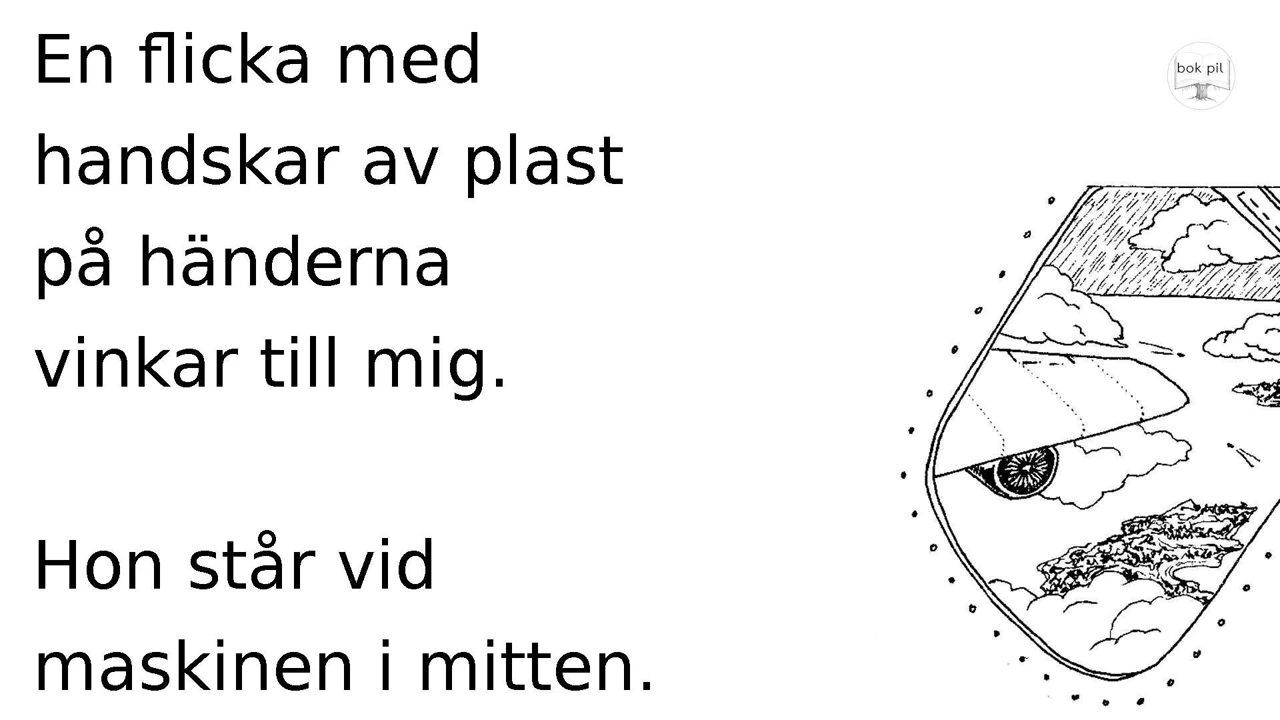 En flicka med
handskar av plast
på händerna
vinkar till mig.
Hon står vid
maskinen i mitten.
bok pil